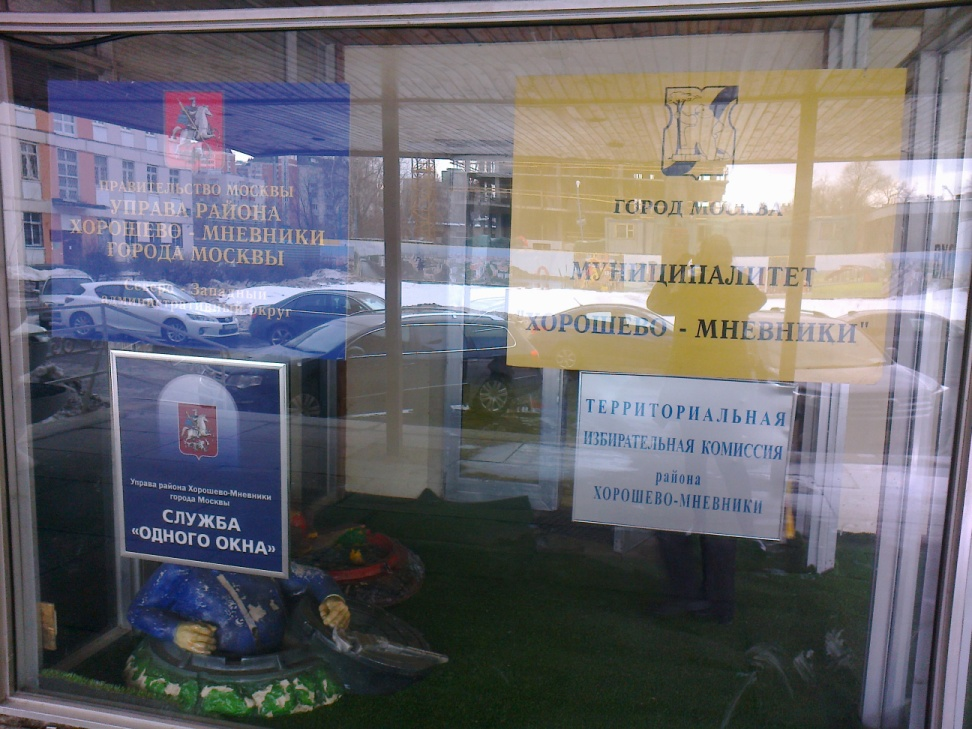 ПРАВИТЕЛЬСТВО МОСКВЫ
УПРАВА РАЙОНА
ХОРОШЕВО - МНЕВНИКИ
ГОРОДА МОСКВЫ
Северо - Западный
административный округ
Управа района Хорошево-Мневники
города Москвы
СЛУЖБА
«ОДНОГО ОКНА»
ГОРОД МОСКВА
МУНИЦИПАЛИТЕТ
"ХОРОШЕВО - МНЕВНИКИ"
ТЕРРИТОРИАЛЬНАЯ
ИЗБИРАТЕЛЬНАЯ КОМИССИЯ
района
ХОРОШЕВО-МНЕВНИКИ